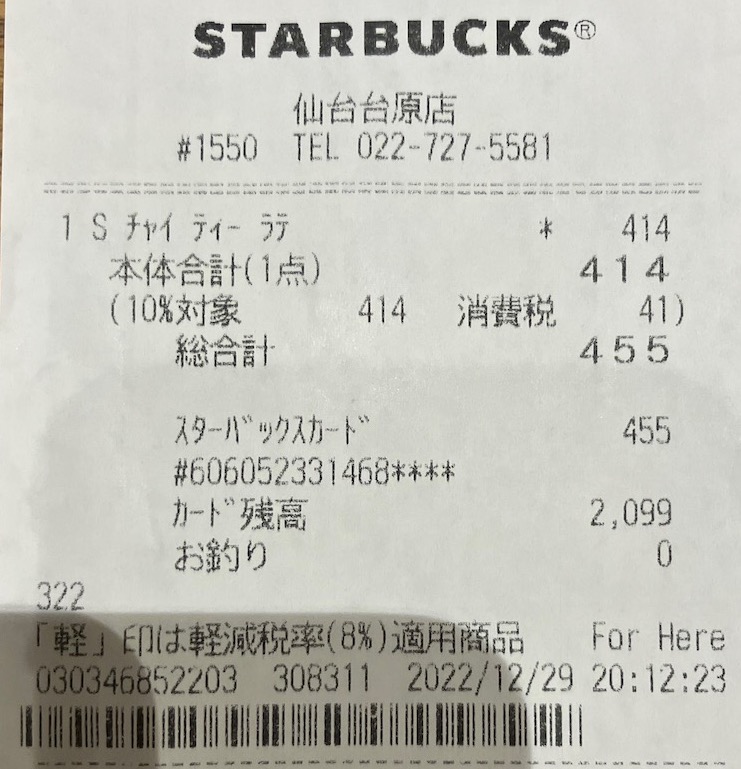 STARBUCKS®
仙台台原店
#1550 TEL 022-727-5581
1 S ﾁｬｲ ﾃｨｰ ﾗﾃ * 414
本体合計(1点) 414
(10%対象 414 消費税 41)
総合計 455
ｽﾀｰﾊﾞｯｸｽｶｰﾄﾞ 455
#606052331468****
ｶｰﾄﾞ残高 2,099
お釣り 0
322
「軽」印は軽減税率(8%)適用商品 For Here
030346852203 308311 2022/12/29 20:12:23